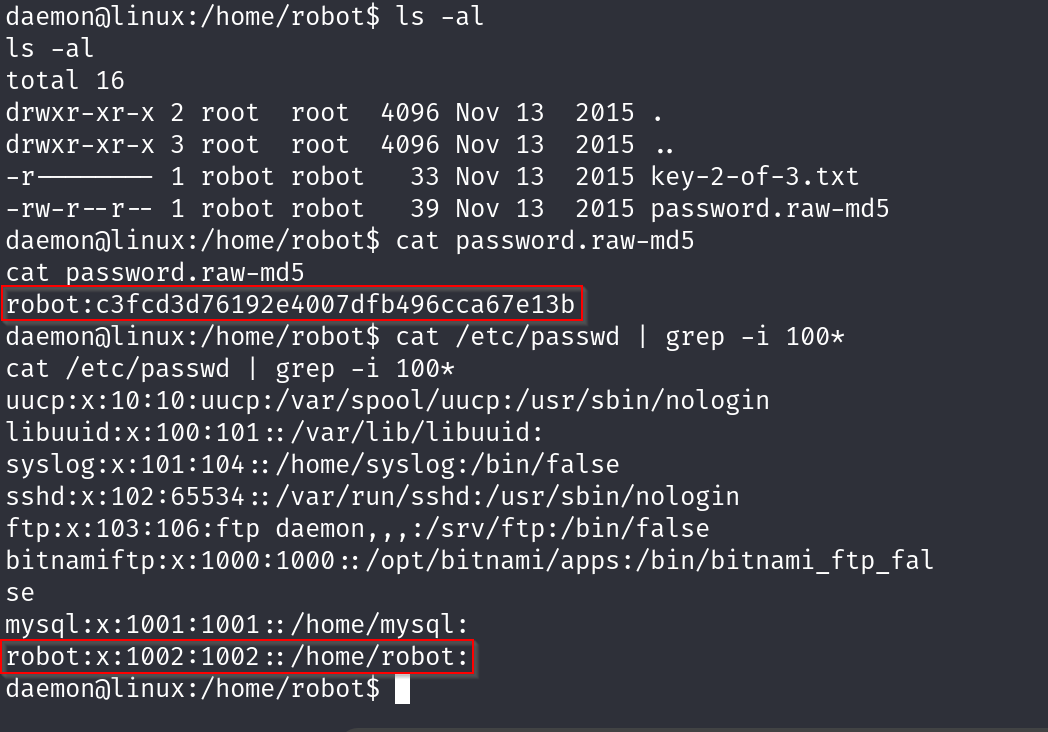 daemon@linux:/home/robot$ ls -al
ls -al
total 16
drwxr-xr-x 2 root  root  4096 Nov 13  2015 .
drwxr-xr-x 3 root  root  4096 Nov 13  2015 ..
-r-------- 1 robot robot   33 Nov 13  2015 key-2-of-3.txt
-rw-r--r-- 1 robot robot   39 Nov 13  2015 password.raw-md5
daemon@linux:/home/robot$ cat password.raw-md5
cat password.raw-md5
robot:c3fcd3d76192e4007dfb496cca67e13b
daemon@linux:/home/robot$ cat /etc/passwd | grep -i 100*
cat /etc/passwd | grep -i 100*
uucp:x:10:10:uucp:/var/spool/uucp:/usr/sbin/nologin
libuuid:x:100:101::/var/lib/libuuid:
syslog:x:101:104::/home/syslog:/bin/false
sshd:x:102:65534::/var/run/sshd:/usr/sbin/nologin
ftp:x:103:106:ftp daemon,,,:/srv/ftp:/bin/false
bitnamiftp:x:1000:1000::/opt/bitnami/apps:/bin/bitnami_ftp_fal
se
mysql:x:1001:1001::/home/mysql:
robot:x:1002:1002::/home/robot:
daemon@linux:/home/robot$